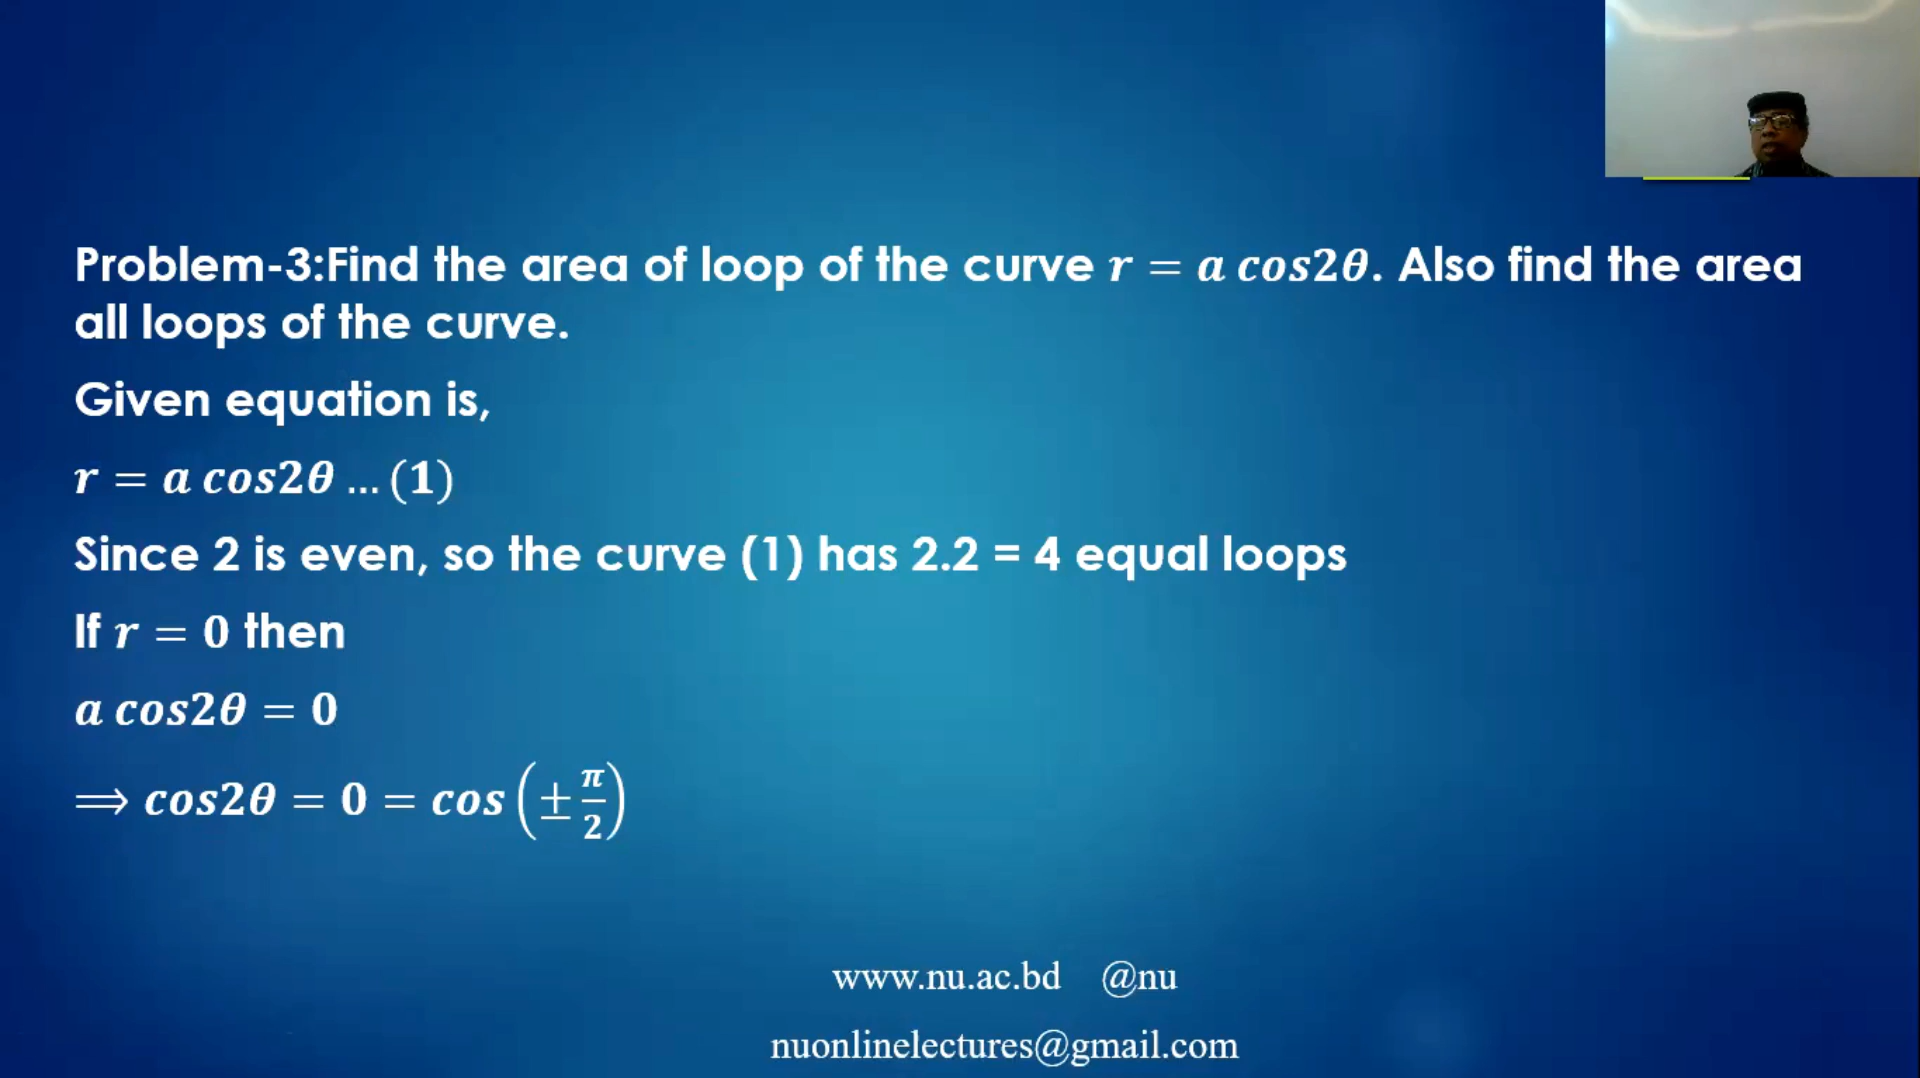 Problem-3:Find the area of loop of the curve r = a cos2θ. Also find the area
all loops of the curve.
Given equation is,
r = a cos2θ ... (1)
Since 2 is even, so the curve (1) has 2.2 = 4 equal loops
If r = 0 then
a cos2θ = 0
⟹ cos2θ = 0 = cos(± π/2)
www.nu.ac.bd @nu
nuonlinelectures@gmail.com